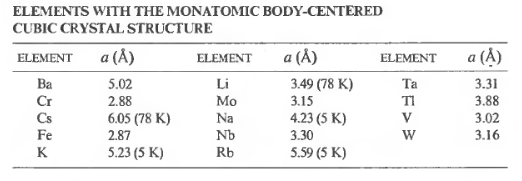 ELEMENTS WITH THE MONATOMIC BODY-CENTERED
CUBIC CRYSTAL STRUCTURE
ELEMENT a (Å) ELEMENT a (Å) ELEMENT a (Å)
Ba 5.02 Li 3.49 (78 K) Ta 3.31
Cr 2.88 Mo 3.15 Tl 3.88
Cs 6.05 (78 K) Na 4.23 (5 K) V 3.02
Fe 2.87 Nb 3.30 W 3.16
K 5.23 (5 K) Rb 5.59 (5 K)